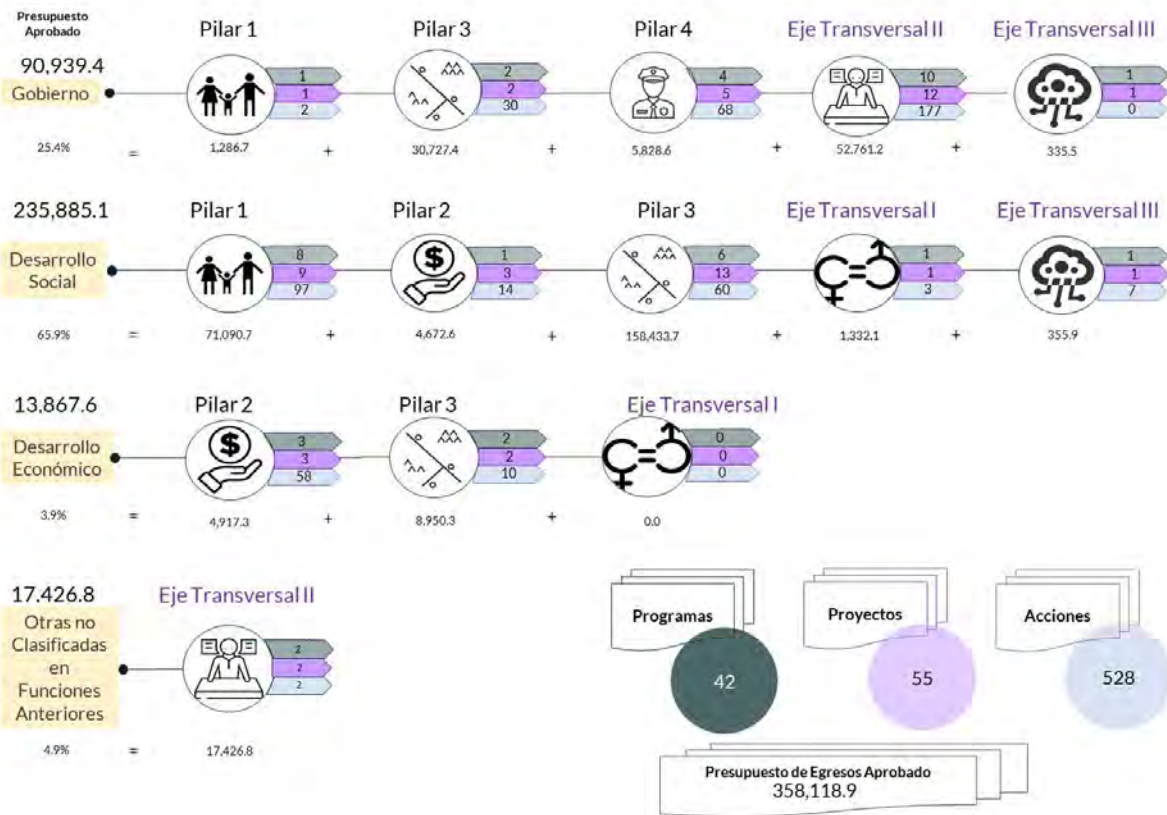 Presupuesto
Aprobado
90,939.4
Gobierno
25.4%
=
Pilar 1
1
1
2
1,286.7
+
Pilar 3
2
2
30
30,727.4
+
Pilar 4
4
5
68
5,828.6
+
Eje Transversal II
10
12
177
52.761.2
+
Eje Transversal III
1
1
0
335.5
235,885.1
Desarrollo
Social
65.9%
=
Pilar 1
8
9
97
71,090.7
+
Pilar 2
1
3
14
4,672.6
+
Pilar 3
6
13
60
158,433.7
+
Eje Transversal I
1
1
3
1,332.1
+
Eje Transversal III
1
1
7
355.9
13,867.6
Desarrollo
Económico
3.9%
=
Pilar 2
3
3
58
4,917.3
+
Pilar 3
2
2
10
8.950.3
+
Eje Transversal I
0
0
0
0.0
17.426.8
Otras no
Clasificadas
en
Funciones
Anteriores
4.9%
=
Eje Transversal II
2
2
2
17.426.8
Programas
42
Proyectos
55
Acciones
528
Presupuesto de Egresos Aprobado
358,118.9